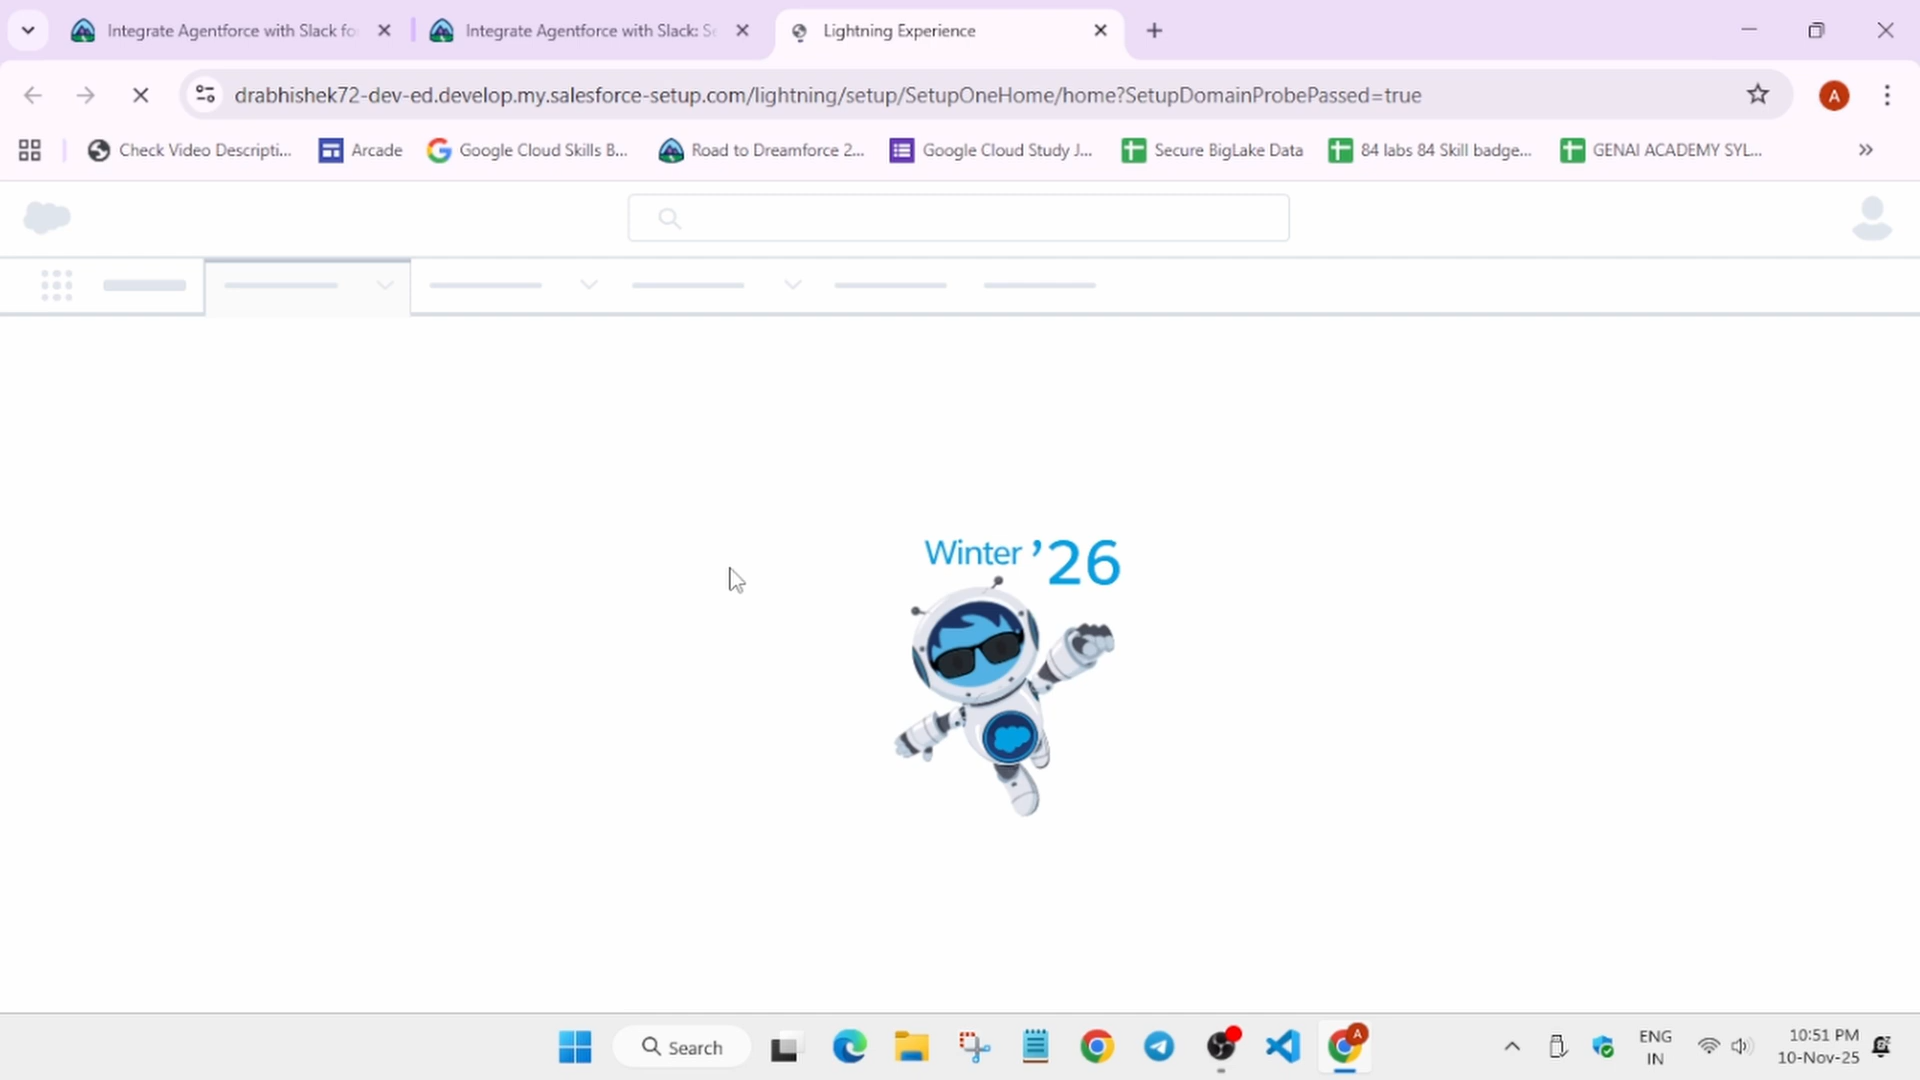 Integrate Agentforce with Slack fo
Integrate Agentforce with Slack: Se
Lightning Experience
drabhishek72-dev-ed.develop.my.salesforce-setup.com/lightning/setup/SetupOneHome/home?SetupDomainProbePassed=true
A
Check Video Descripti...
Arcade
Google Cloud Skills B...
Road to Dreamforce 2...
Google Cloud Study J...
Secure BigLake Data
84 labs 84 Skill badge...
GENAI ACADEMY SYL...
Winter ’26
Search
A
ENG
IN
10:51 PM
10-Nov-25